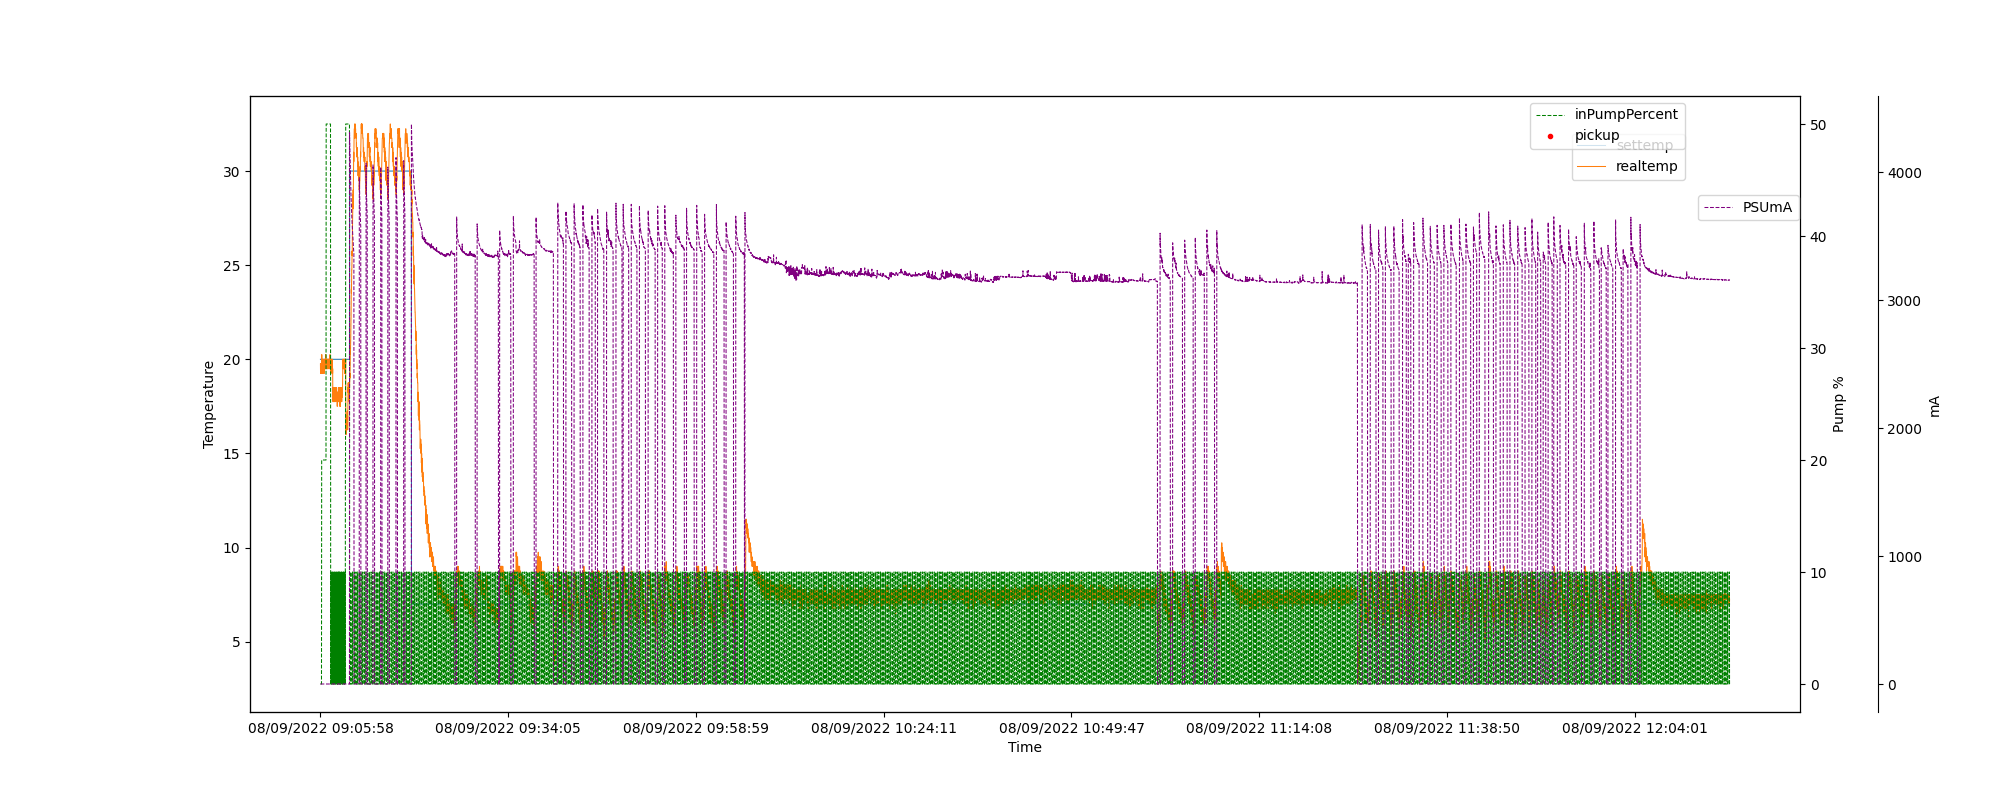 inPumpPercent
pickup
settemp
realtemp
PSUmA
30
25
20
15
10
5
Temperature
50
40
30
20
10
0
Pump %
4000
3000
2000
1000
0
mA
08/09/2022 09:05:58
08/09/2022 09:34:05
08/09/2022 09:58:59
08/09/2022 10:24:11
08/09/2022 10:49:47
08/09/2022 11:14:08
08/09/2022 11:38:50
08/09/2022 12:04:01
Time